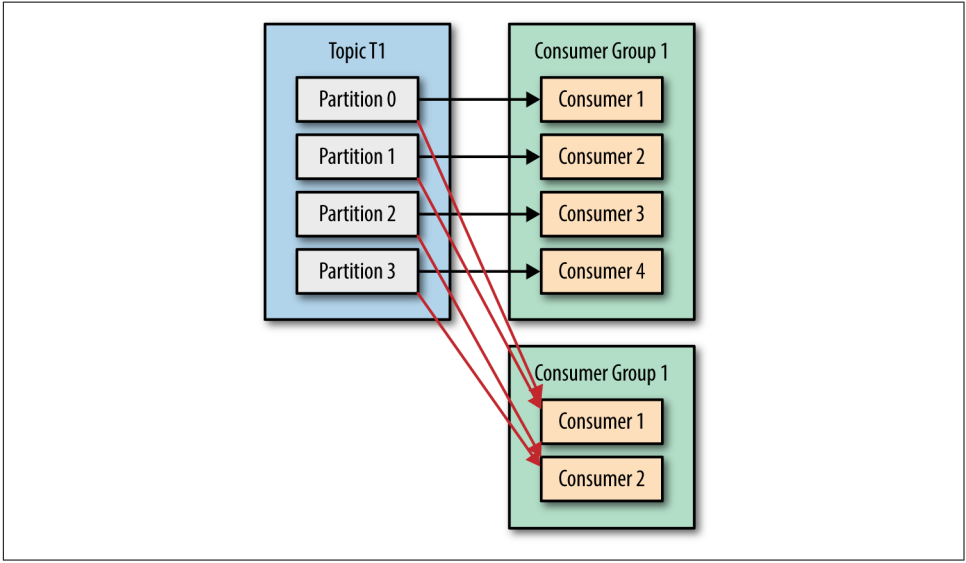 Topic T1
Partition 0
Partition 1
Partition 2
Partition 3
Consumer Group 1
Consumer 1
Consumer 2
Consumer 3
Consumer 4
Consumer Group 1
Consumer 1
Consumer 2